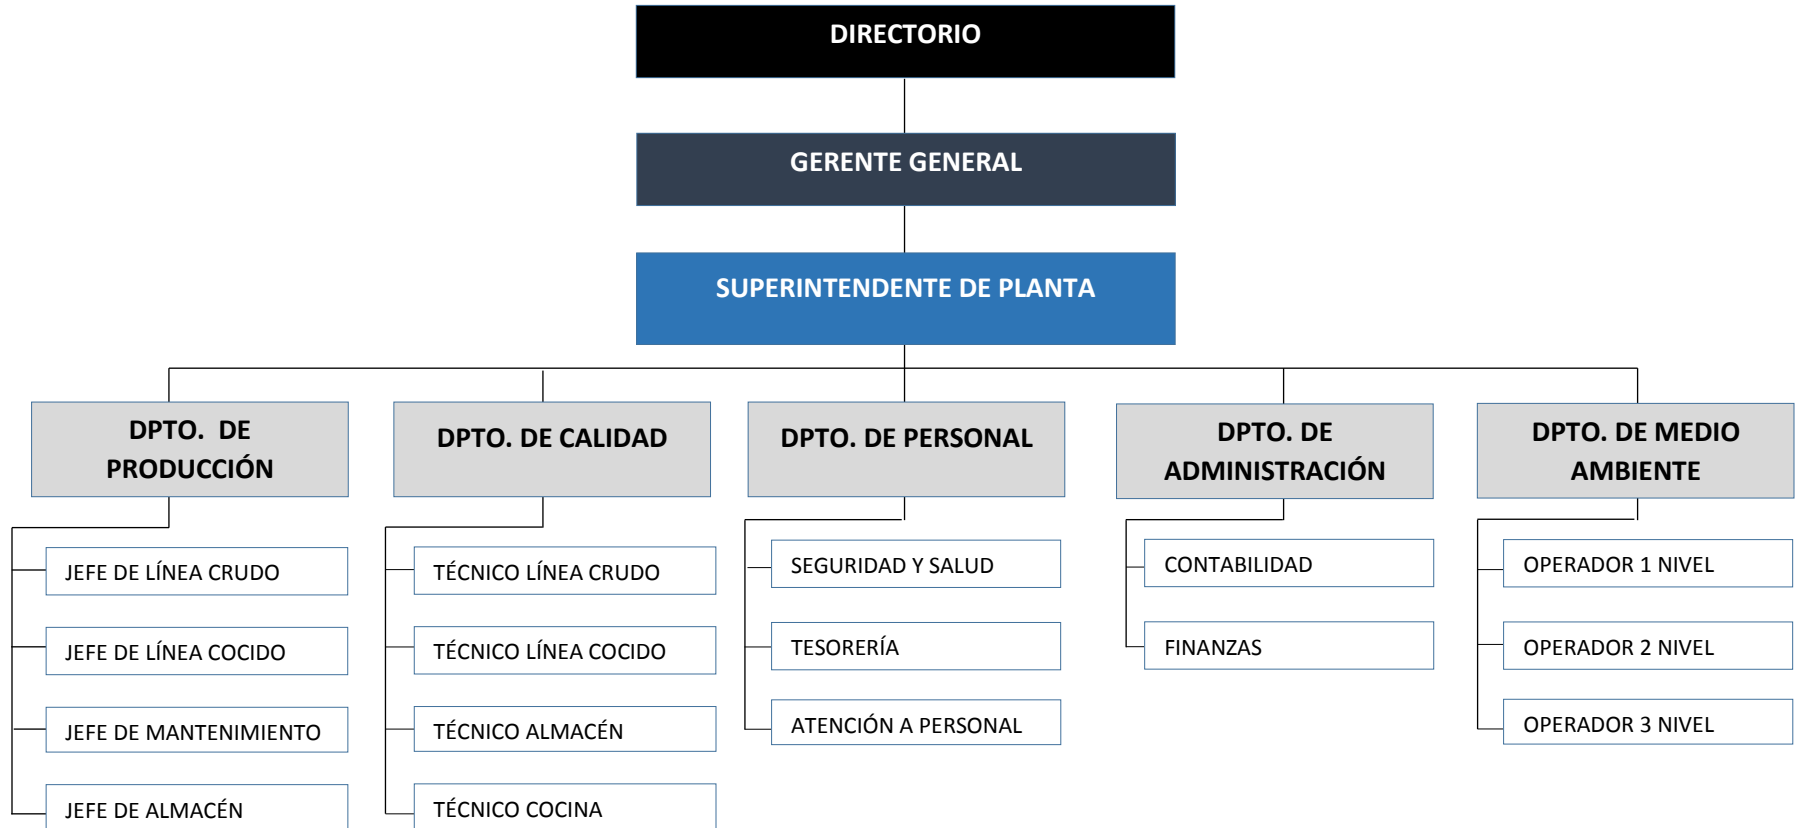 DIRECTORIO
GERENTE GENERAL
SUPERINTENDENTE DE PLANTA
DPTO. DE
PRODUCCIÓN
JEFE DE LÍNEA CRUDO
JEFE DE LÍNEA COCIDO
JEFE DE MANTENIMIENTO
JEFE DE ALMACÉN
DPTO. DE CALIDAD
TÉCNICO LÍNEA CRUDO
TÉCNICO LÍNEA COCIDO
TÉCNICO ALMACÉN
TÉCNICO COCINA
DPTO. DE PERSONAL
SEGURIDAD Y SALUD
TESORERÍA
ATENCIÓN A PERSONAL
DPTO. DE
ADMINISTRACIÓN
CONTABILIDAD
FINANZAS
DPTO. DE MEDIO
AMBIENTE
OPERADOR 1 NIVEL
OPERADOR 2 NIVEL
OPERADOR 3 NIVEL